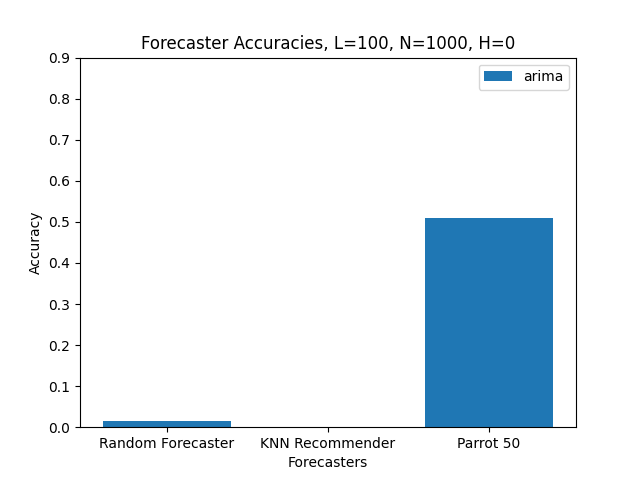 Forecaster Accuracies, L=100, N=1000, H=0
arima
0.9
0.8
0.7
0.6
0.5
0.4
0.3
0.2
0.1
0.0
Accuracy
Random Forecaster KNN Recommender Parrot 50
Forecasters